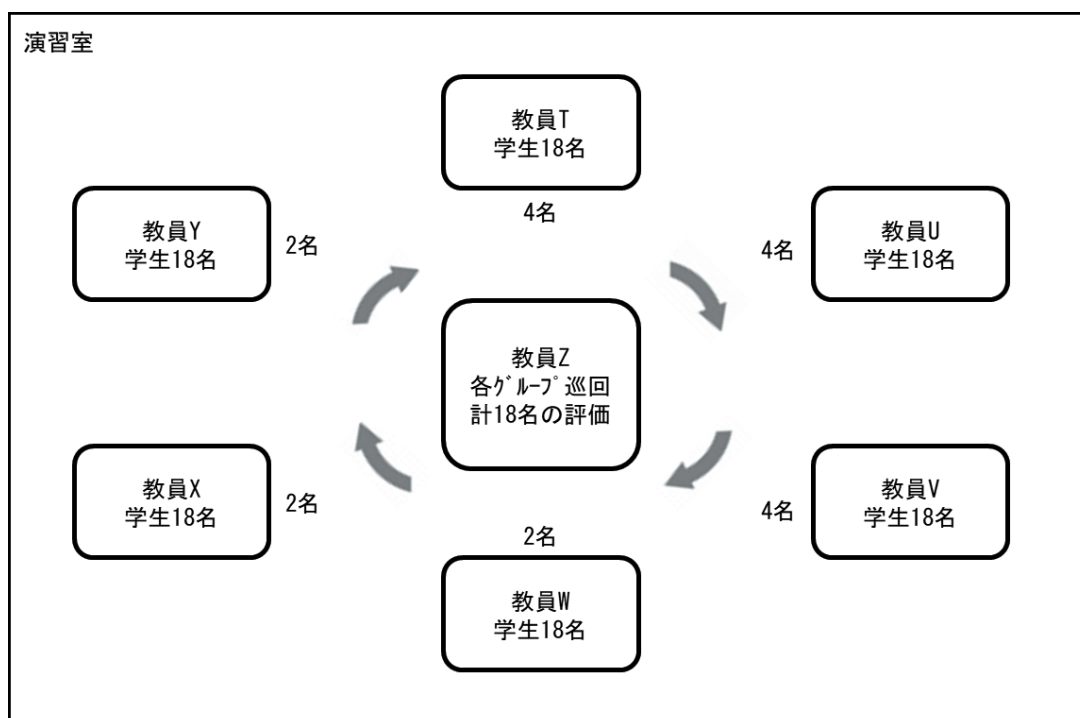 演習室
教員T
学生18名
4名
教員Y
学生18名
2名
4名
教員U
学生18名
教員Z
各ｸﾞﾙｰﾌﾟ巡回
計18名の評価
教員X
学生18名
2名
4名
教員V
学生18名
2名
教員W
学生18名